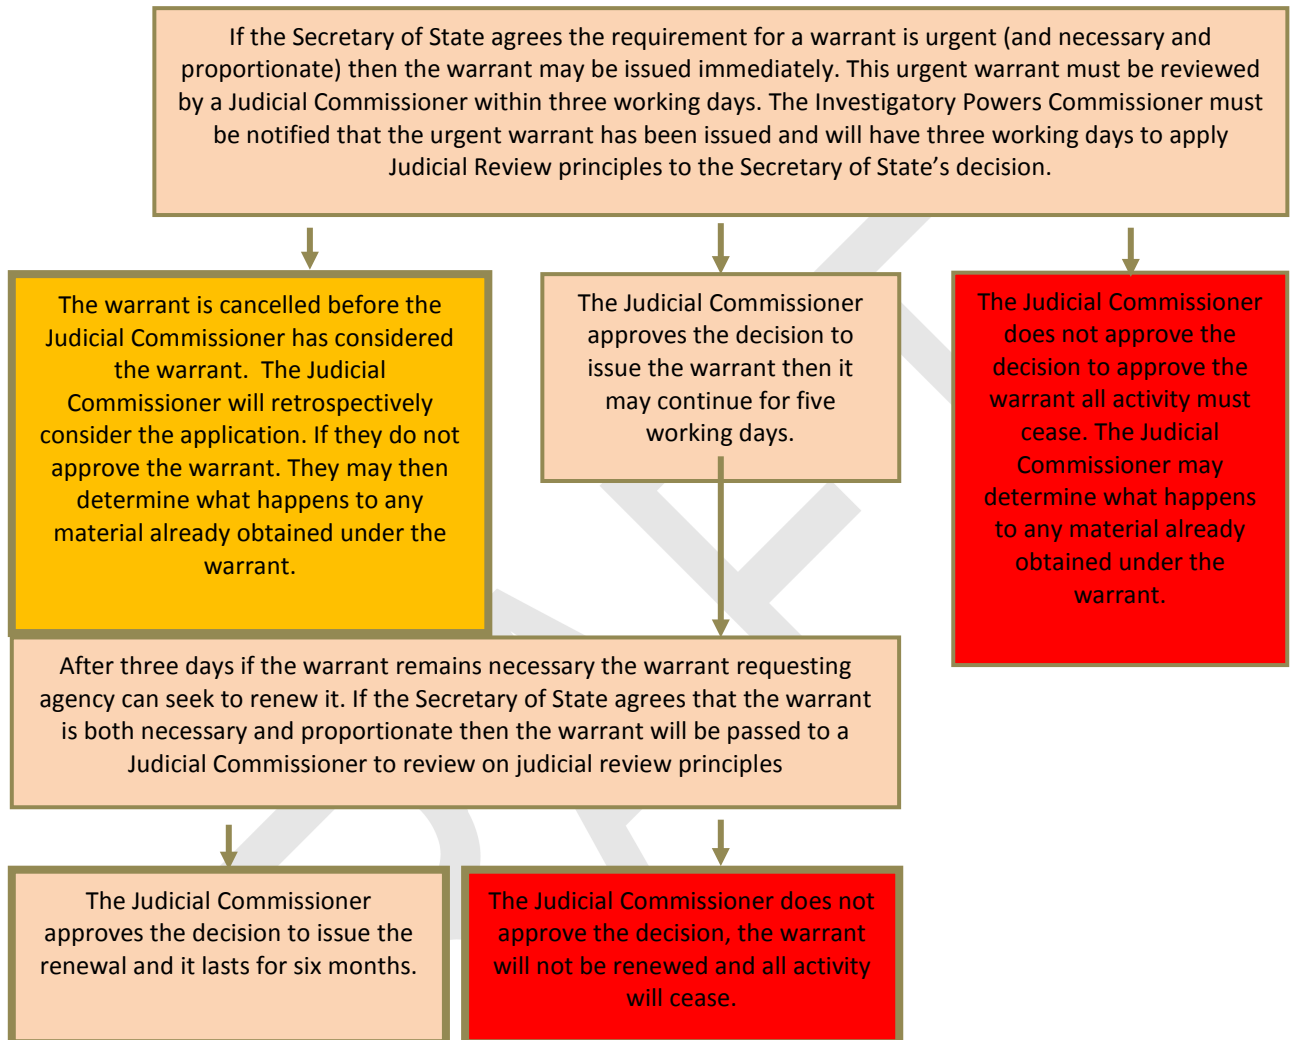 If the Secretary of State agrees the requirement for a warrant is urgent (and necessary and
proportionate) then the warrant may be issued immediately. This urgent warrant must be reviewed
by a Judicial Commissioner within three working days. The Investigatory Powers Commissioner must
be notified that the urgent warrant has been issued and will have three working days to apply
Judicial Review principles to the Secretary of State’s decision.
The warrant is cancelled before the
Judicial Commissioner has considered
the warrant.  The Judicial
Commissioner will retrospectively
consider the application. If they do not
approve the warrant. They may then
determine what happens to any
material already obtained under the
warrant.
The Judicial Commissioner
approves the decision to
issue the warrant then it
may continue for five
working days.
The Judicial Commissioner
does not approve the
decision to approve the
warrant all activity must
cease. The Judicial
Commissioner may
determine what happens
to any material already
obtained under the
warrant.
After three days if the warrant remains necessary the warrant requesting
agency can seek to renew it. If the Secretary of State agrees that the warrant
is both necessary and proportionate then the warrant will be passed to a
Judicial Commissioner to review on judicial review principles
The Judicial Commissioner
approves the decision to issue the
renewal and it lasts for six months.
The Judicial Commissioner does not
approve the decision, the warrant
will not be renewed and all activity
will cease.
DRAFT